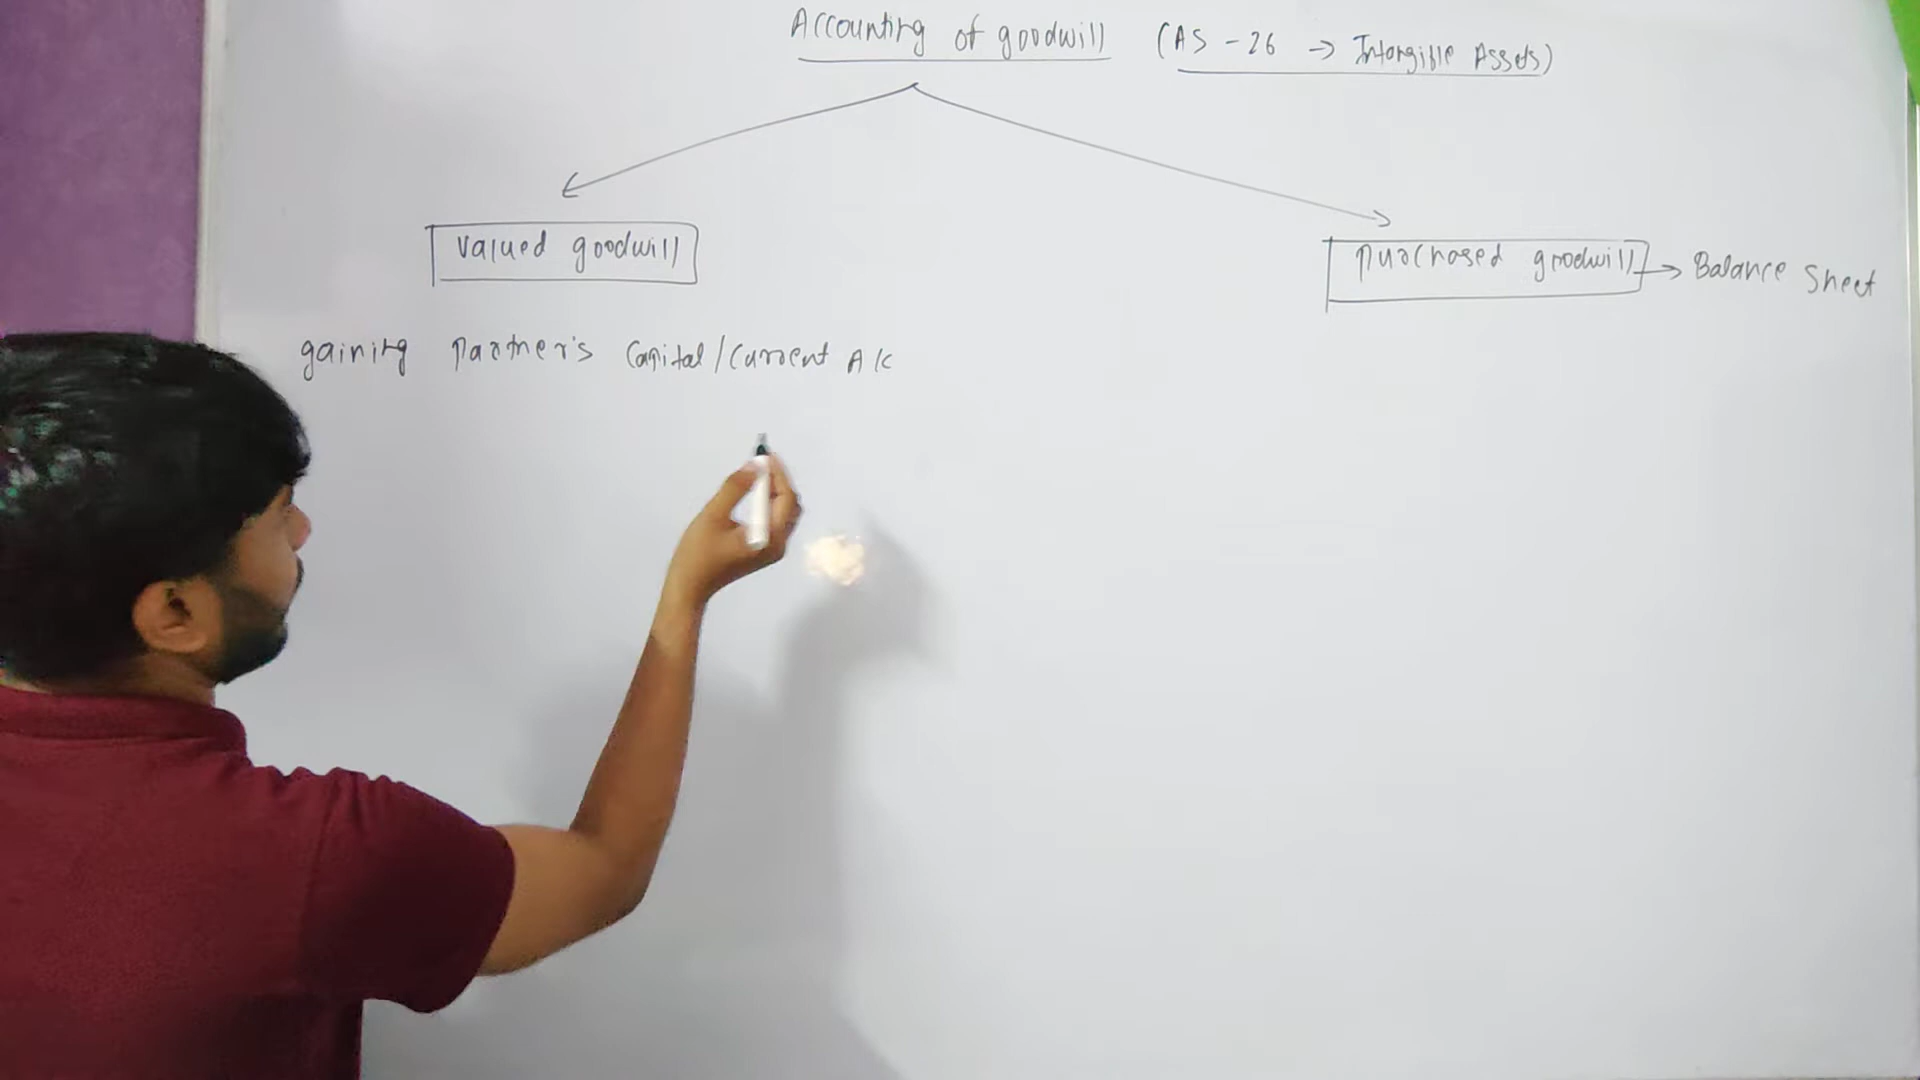 Accounting of goodwill (AS - 26 → Intangible Assets)
Valued goodwill
Purchased goodwill → Balance Sheet
gaining Partner's Capital/Current A/c